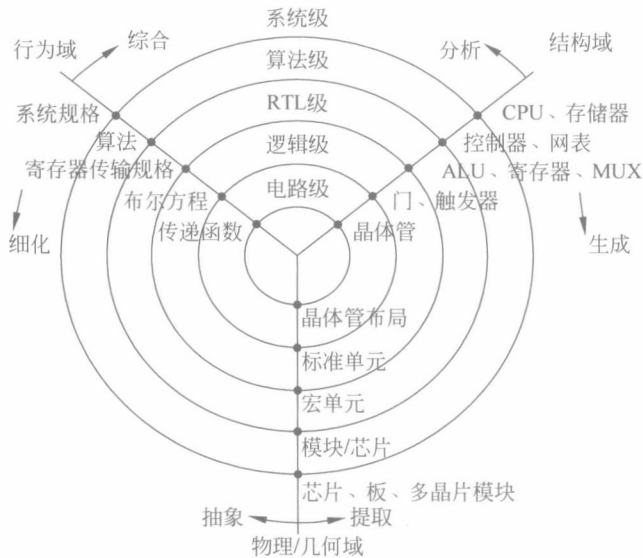 系统级
行为域
综合
分析
结构域
算法级
系统规格
RTL级
CPU、存储器
算法
逻辑级
控制器、网表
寄存器传输规格
ALU、寄存器、MUX
电路级
布尔方程
门、触发器
传递函数
晶体管
细化
生成
晶体管布局
标准单元
宏单元
模块/芯片
芯片、板、多晶片模块
抽象
提取
物理/几何域